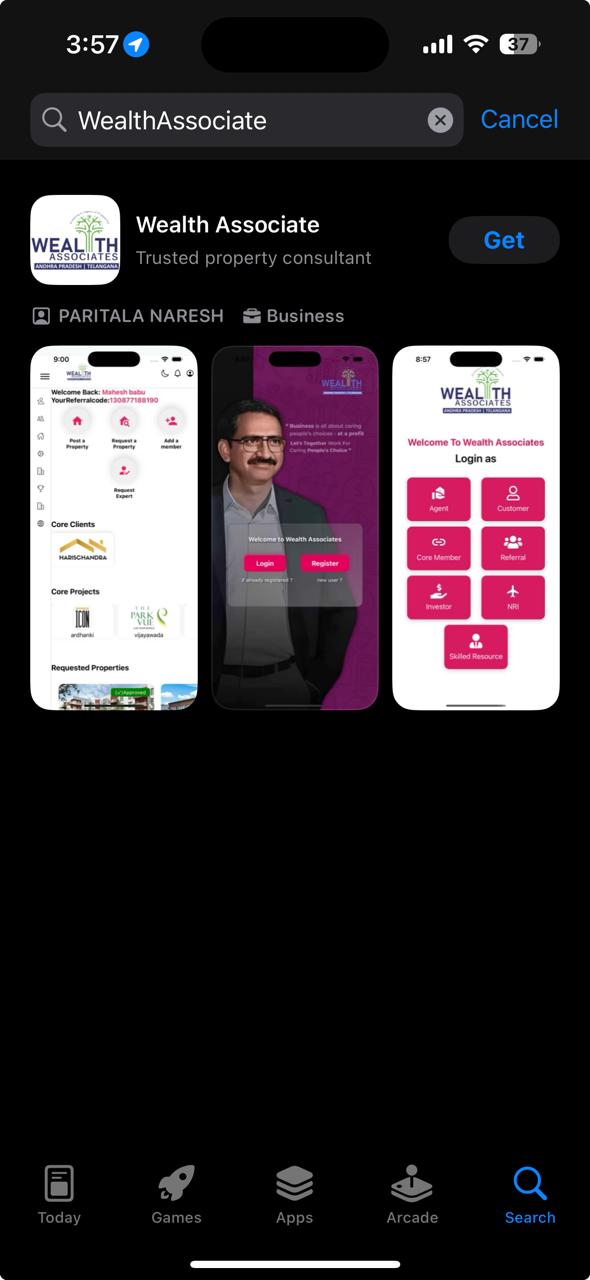 3:57
37
WealthAssociate
Cancel
WEALTH
ASSOCIATES
ANDHRA PRADESH | TELANGANA
Wealth Associate
Trusted property consultant
Get
PARITALA NARESH
Business
9:00
WEALTH
Welcome Back: Mahesh babu
YourReferralcode:130877188190
Post a
Property
Request a
Property
Add a
member
Request
Expert
Core Clients
HARISCHANDRA
Core Projects
ICON
ardhanki
THE
PARK
VUE
vijayawada
Requested Properties
(✓)Approved
WEALTH
" Business is all about caring
people's choices - at a profit
Let's Together Work For
Caring People's Choice "
Welcome to Wealth Associates
Login
Register
if already registered ?
new user ?
8:57
WEALTH
ASSOCIATES
ANDHRA PRADESH | TELANGANA
Welcome To Wealth Associates
Login as
Agent
Customer
Core Member
Referral
Investor
NRI
Skilled Resource
Today
Games
Apps
Arcade
Search